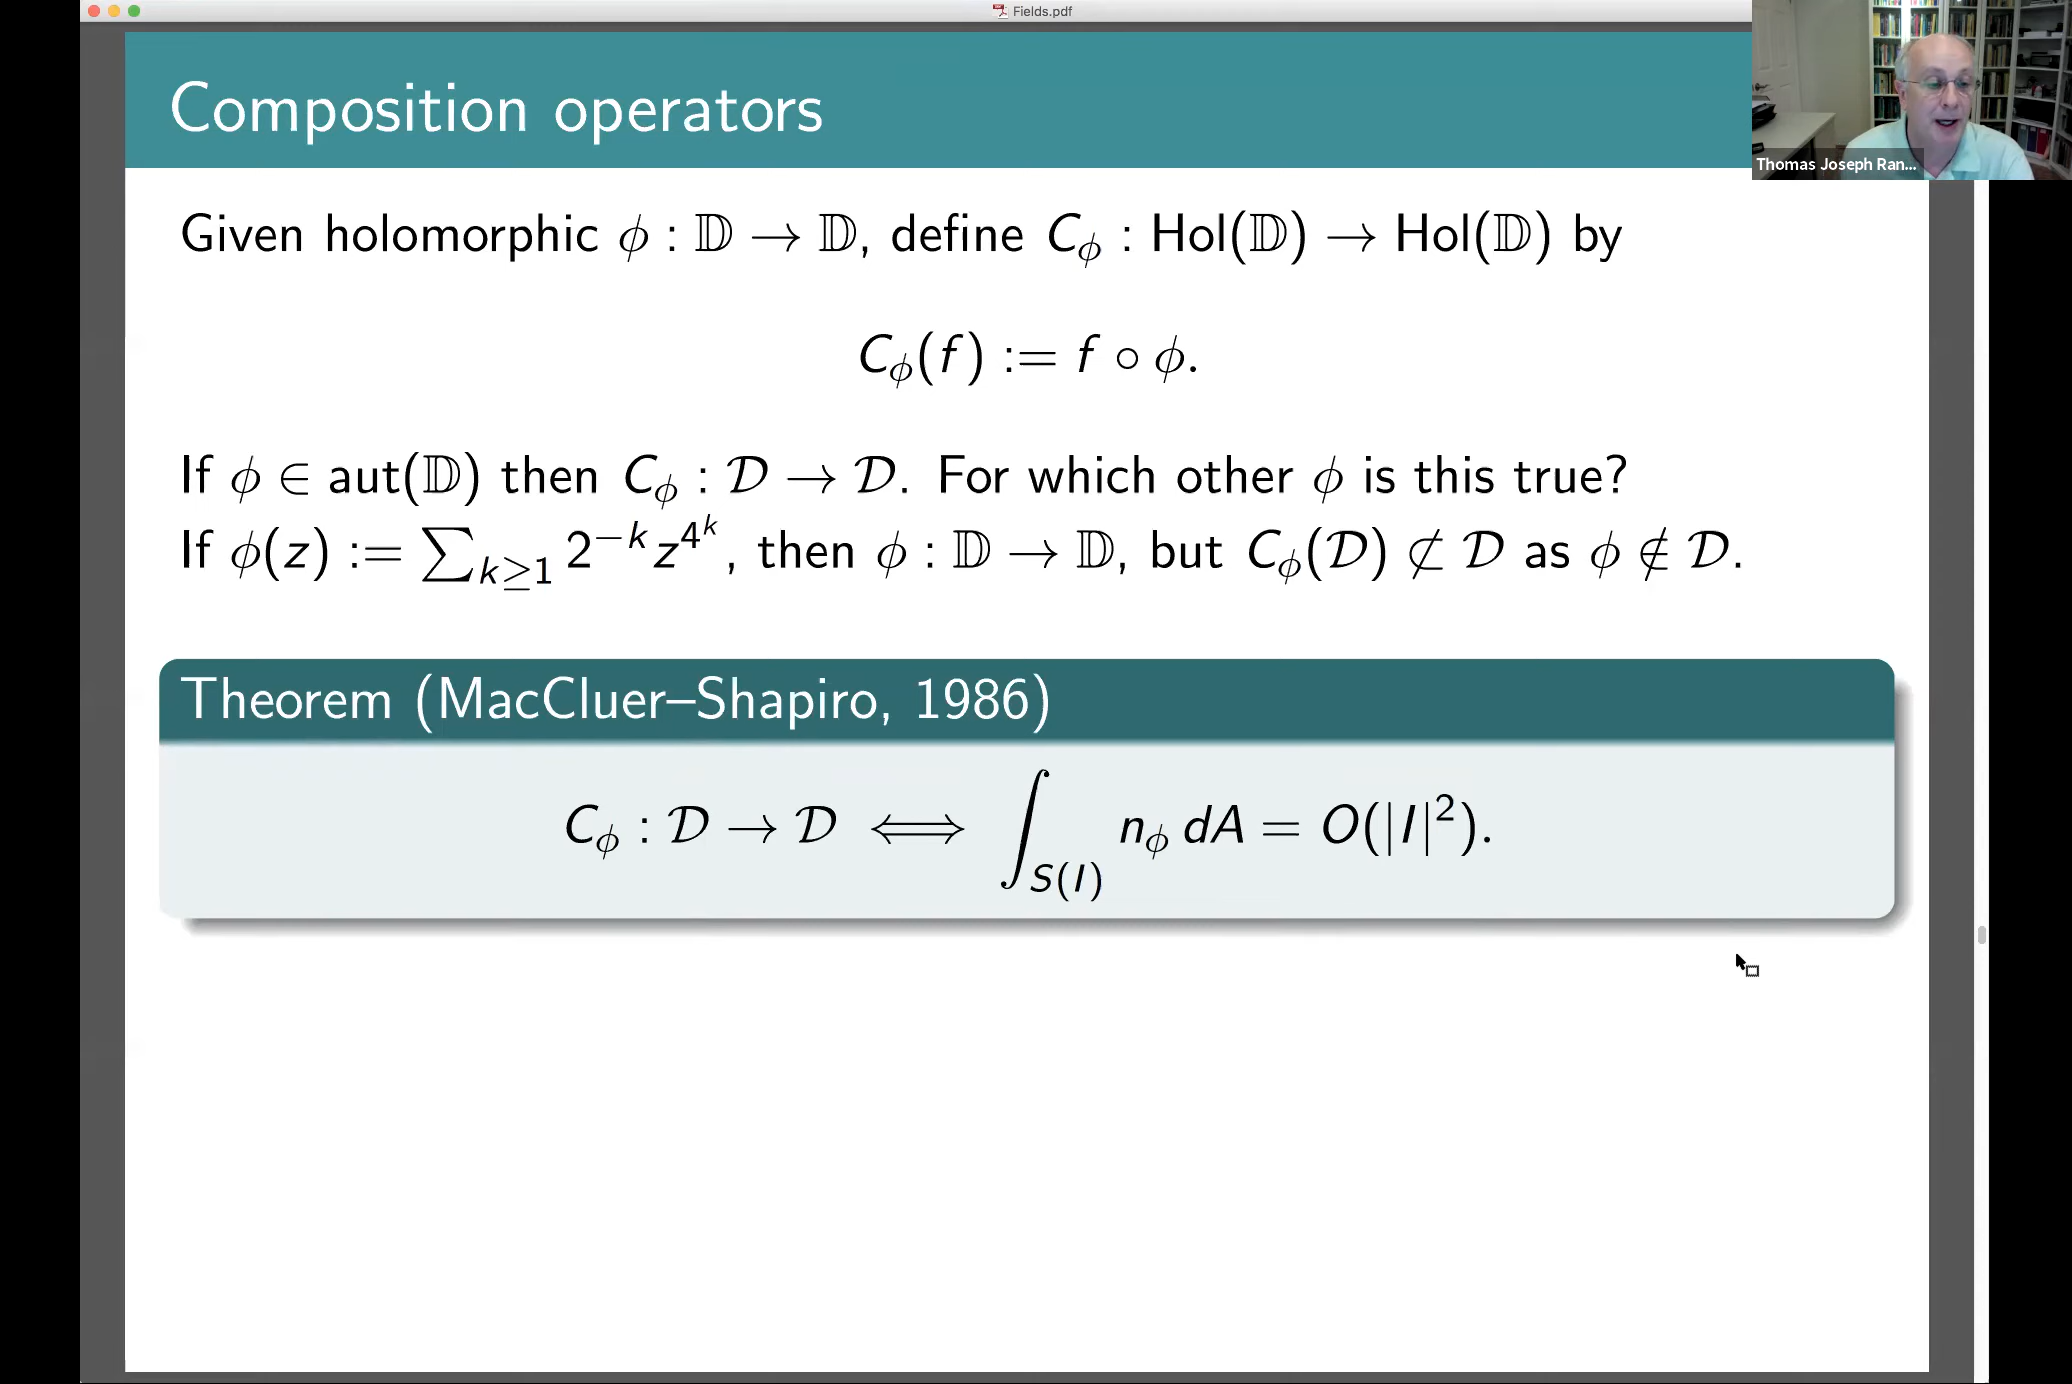 Fields.pdf
Composition operators
Thomas Joseph Ran...
Given holomorphic ϕ : 𝔻 → 𝔻, define C_ϕ : Hol(𝔻) → Hol(𝔻) by
C_ϕ(f) := f ∘ ϕ.
If ϕ ∈ aut(𝔻) then C_ϕ : 𝒟 → 𝒟. For which other ϕ is this true?
If ϕ(z) := ∑_{k≥1} 2^{−k} z^{4^k}, then ϕ : 𝔻 → 𝔻, but C_ϕ(𝒟) ⊄ 𝒟 as ϕ ∉ 𝒟.
Theorem (MacCluer–Shapiro, 1986)
C_ϕ : 𝒟 → 𝒟 ⟺ ∫_{S(I)} n_ϕ dA = O(|I|²).